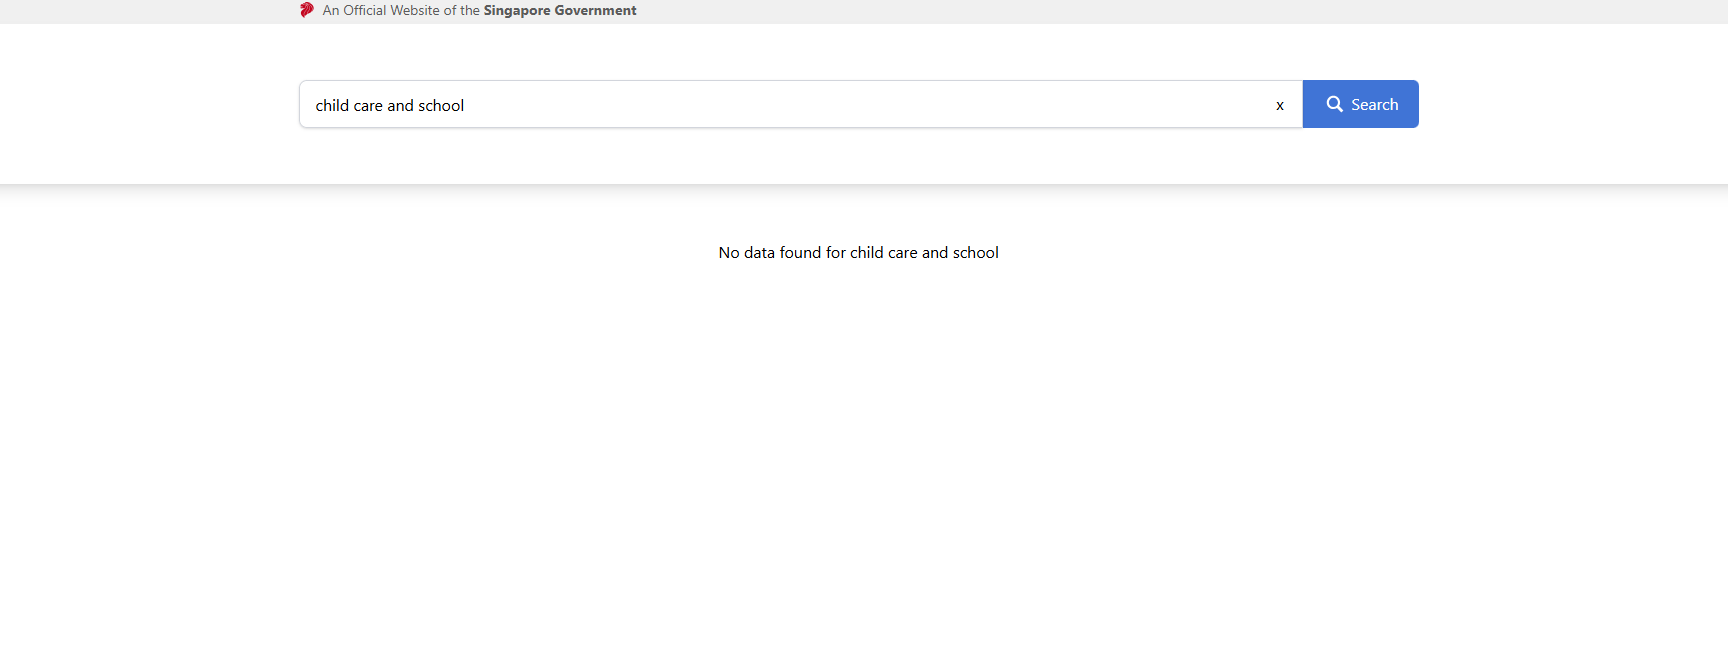 An Official Website of the Singapore Government
child care and school
x
Search
No data found for child care and school